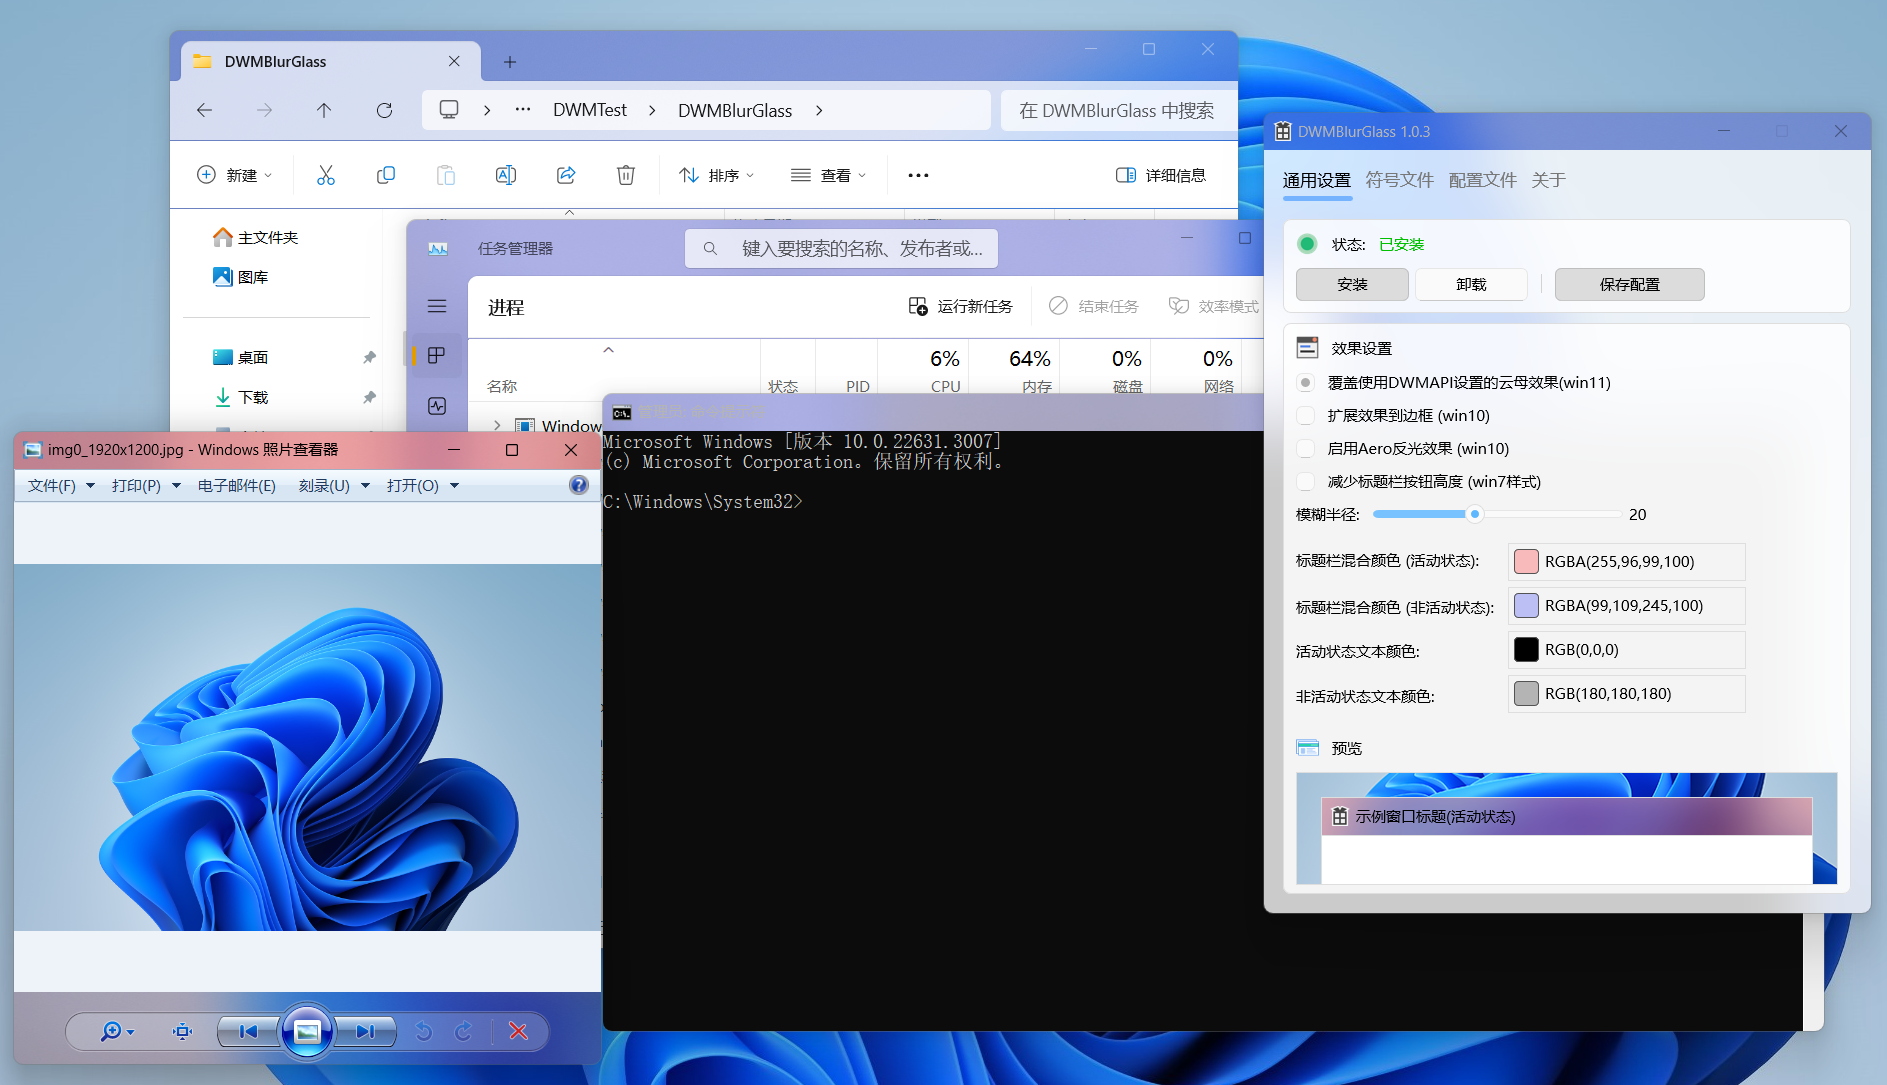 DWMBlurGlass
DWMTest
DWMBlurGlass
在 DWMBlurGlass 中搜索
新建
排序
查看
详细信息
主文件夹
图库
桌面
下载
任务管理器
键入要搜索的名称、发布者或...
进程
运行新任务
结束任务
效率模式
6%
64%
0%
0%
名称
状态
PID
CPU
内存
磁盘
网络
Window
img0_1920x1200.jpg - Windows 照片查看器
文件(F)
打印(P)
电子邮件(E)
刻录(U)
打开(O)
Microsoft Windows [版本 10.0.22631.3007]
(c) Microsoft Corporation。保留所有权利。
C:\Windows\System32>
DWMBlurGlass 1.0.3
通用设置 符号文件 配置文件 关于
状态: 已安装
安装
卸载
保存配置
效果设置
覆盖使用DWMAPI设置的云母效果(win11)
扩展效果到边框 (win10)
启用Aero反光效果 (win10)
减少标题栏按钮高度 (win7样式)
模糊半径: 20
标题栏混合颜色 (活动状态): RGBA(255,96,99,100)
标题栏混合颜色 (非活动状态): RGBA(99,109,245,100)
活动状态文本颜色: RGB(0,0,0)
非活动状态文本颜色: RGB(180,180,180)
预览
示例窗口标题(活动状态)